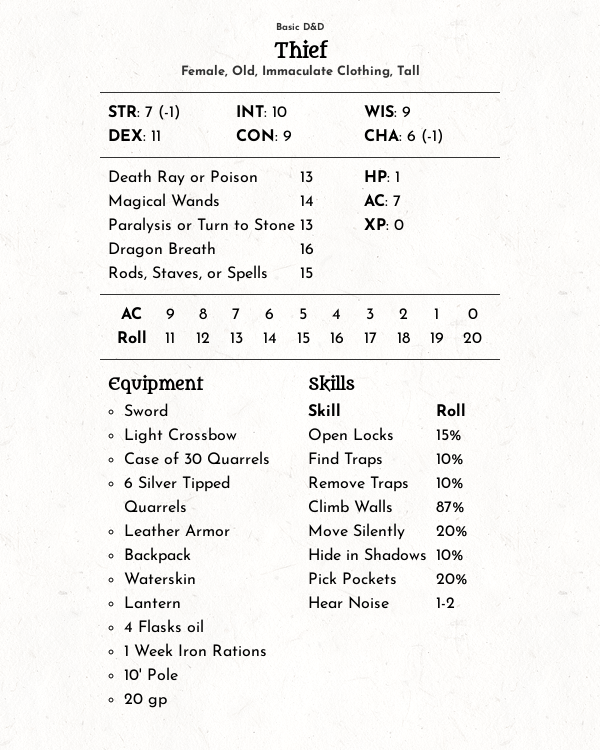 Basic D&D
Thief
Female, Old, Immaculate Clothing, Tall
STR: 7 (-1) INT: 10 WIS: 9
DEX: 11 CON: 9 CHA: 6 (-1)
Death Ray or Poison 13
Magical Wands 14
Paralysis or Turn to Stone 13
Dragon Breath 16
Rods, Staves, or Spells 15
HP: 1
AC: 7
XP: 0
AC 9 8 7 6 5 4 3 2 1 0
Roll 11 12 13 14 15 16 17 18 19 20
Equipment
Sword
Light Crossbow
Case of 30 Quarrels
6 Silver Tipped
Quarrels
Leather Armor
Backpack
Waterskin
Lantern
4 Flasks oil
1 Week Iron Rations
10' Pole
20 gp
Skills
Skill Roll
Open Locks 15%
Find Traps 10%
Remove Traps 10%
Climb Walls 87%
Move Silently 20%
Hide in Shadows 10%
Pick Pockets 20%
Hear Noise 1-2